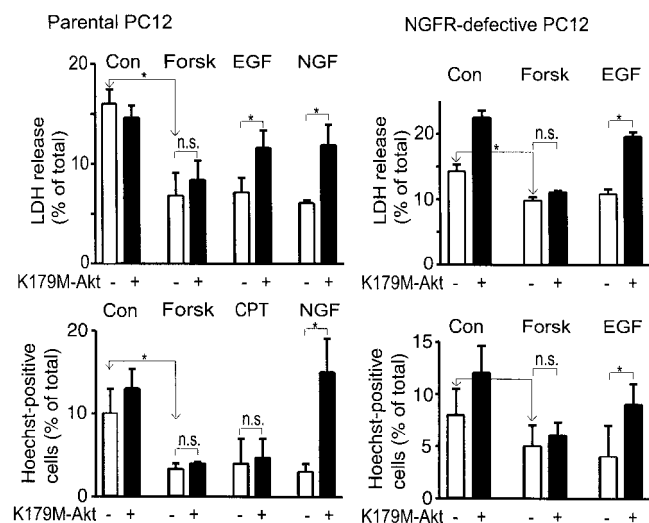 Parental PC12
NGFR-defective PC12
Con Forsk EGF NGF
LDH release
(% of total)
20
15
10
5
0
*
n.s.
*
*
K179M-Akt - + - + - + - +
Con Forsk EGF
LDH release
(% of total)
20
10
0
*
n.s.
*
K179M-Akt - + - + - +
Con Forsk CPT NGF
Hoechst-positive
cells (% of total)
20
10
0
*
n.s.
n.s.
*
K179M-Akt - + - + - + - +
Con Forsk EGF
Hoechst-positive
cells (% of total)
15
10
5
0
n.s.
*
K179M-Akt - + - + - +